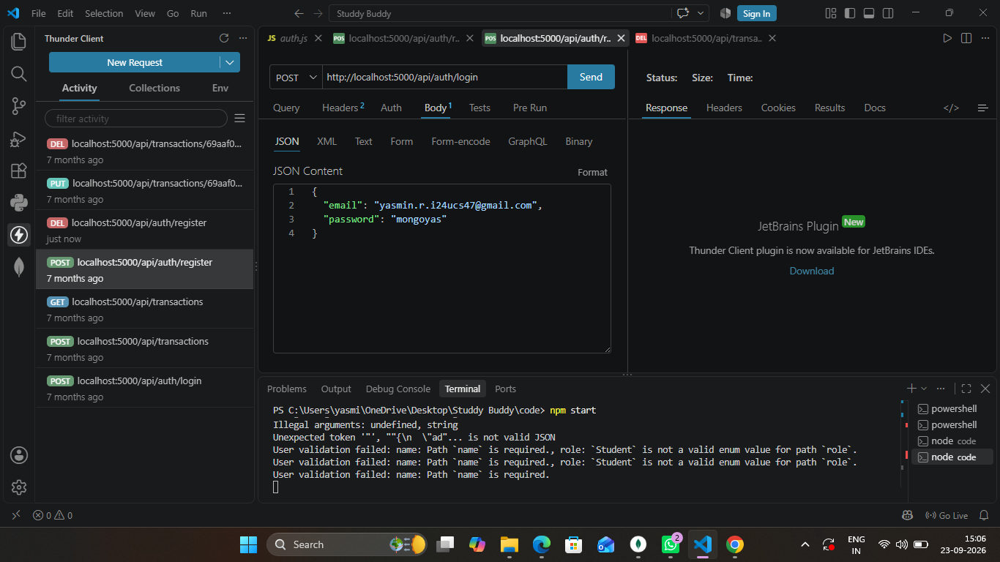 File Edit Selection View Go Run ···
Studdy Buddy
Sign In
Thunder Client
New Request
Activity Collections Env
filter activity
DEL localhost:5000/api/transactions/69aaf0...
7 months ago
PUT localhost:5000/api/transactions/69aaf0...
7 months ago
DEL localhost:5000/api/auth/register
just now
POST localhost:5000/api/auth/register
7 months ago
GET localhost:5000/api/transactions
7 months ago
POST localhost:5000/api/transactions
7 months ago
POST localhost:5000/api/auth/login
7 months ago
JS auth.js
POS localhost:5000/api/auth/r..
POS localhost:5000/api/auth/r..
DEL localhost:5000/api/transa..
POST http://localhost:5000/api/auth/login Send
Query Headers 2 Auth Body 1 Tests Pre Run
JSON XML Text Form Form-encode GraphQL Binary
JSON Content Format
1 {
2 "email": "yasmin.r.i24ucs47@gmail.com",
3 "password": "mongoyas"
4 }
Status: Size: Time:
Response Headers Cookies Results Docs </>
JetBrains Plugin New
Thunder Client plugin is now available for JetBrains IDEs.
Download
Problems Output Debug Console Terminal Ports
PS C:\Users\yasmi\OneDrive\Desktop\Studdy Buddy\code> npm start
Illegal arguments: undefined, string
Unexpected token '"', ""{\n  \"ad"... is not valid JSON
User validation failed: name: Path `name` is required., role: `Student` is not a valid enum value for path `role`.
User validation failed: name: Path `name` is required., role: `Student` is not a valid enum value for path `role`.
User validation failed: name: Path `name` is required.
powershell
powershell
node code
node code
0 0
Go Live
Search
2
ENG
IN
15:06
23-09-2026